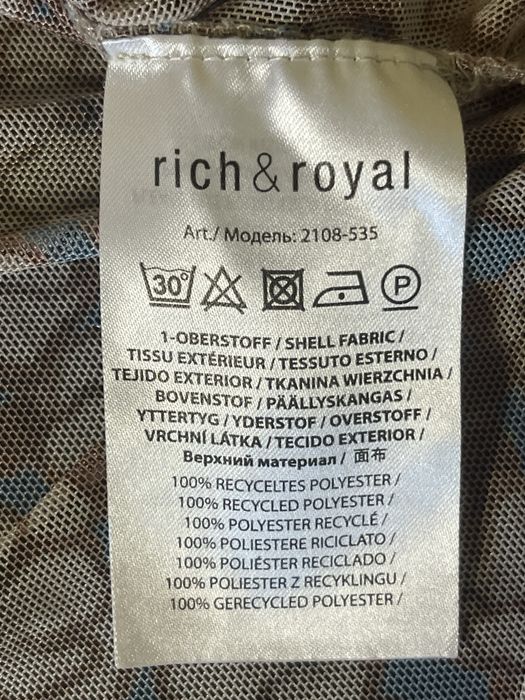 rich & royal
Art./ Модель: 2108-535
30° P
1-OBERSTOFF / SHELL FABRIC /
TISSU EXTÉRIEUR / TESSUTO ESTERNO /
TEJIDO EXTERIOR / TKANINA WIERZCHNIA /
BOVENSTOF / PÄÄLLYSKANGAS /
YTTERTYG / YDERSTOF / OVERSTOFF /
VRCHNÍ LÁTKA / TECIDO EXTERIOR /
Верхний материал / 面布
100% RECYCELTES POLYESTER /
100% RECYCLED POLYESTER /
100% POLYESTER RECYCLÉ /
100% POLIESTERE RICICLATO /
100% POLIÉSTER RECICLADO /
100% POLIESTER Z RECYKLINGU /
100% GERECYCLED POLYESTER /